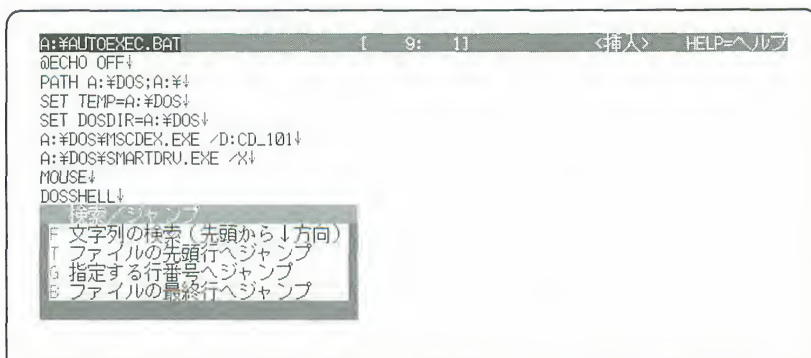 A:¥AUTOEXEC.BAT [ 9: 1] <挿入> HELP=ヘルプ
@ECHO OFF↓
PATH A:¥DOS;A:¥↓
SET TEMP=A:¥DOS↓
SET DOSDIR=A:¥DOS↓
A:¥DOS¥MSCDEX.EXE /D:CD_101↓
A:¥DOS¥SMARTDRV.EXE /X↓
MOUSE↓
DOSSHELL↓
検索/ジャンプ
F 文字列の検索(先頭から↓方向)
T ファイルの先頭行へジャンプ
G 指定する行番号へジャンプ
B ファイルの最終行へジャンプ